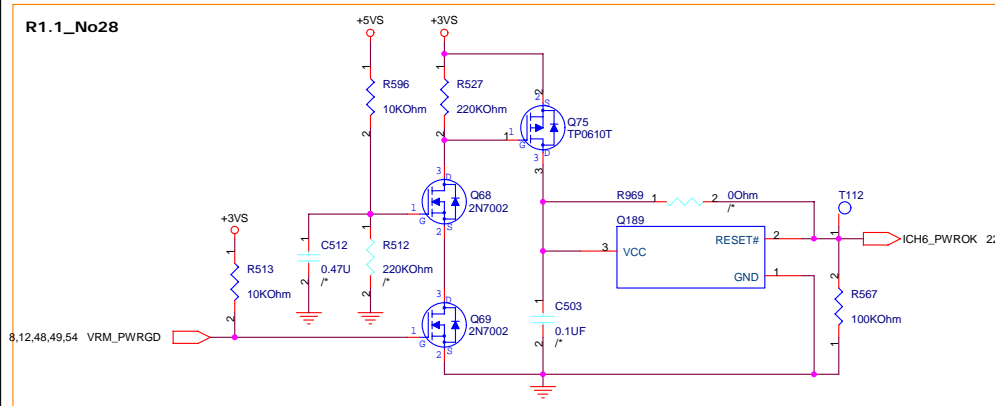 R1.1_No28
+5VS
+3VS
1
R596
10KOhm
2
1
R527
220KOhm
2
2
S
Q75
TP0610T
1
G
D
3
3
3
D
Q68
2N7002
1
G
S
2
R969
1
2
0Ohm
/*
T112
1
Q189
3
VCC
RESET#
2
GND
1
ICH6_PWROK 22
+3VS
1
R513
10KOhm
2
1
C512
0.47U
2
/*
1
R512
220KOhm
2
/*
3
D
Q69
2N7002
1
G
S
2
1
C503
0.1UF
2
/*
2
R567
100KOhm
1
8,12,48,49,54 VRM_PWRGD